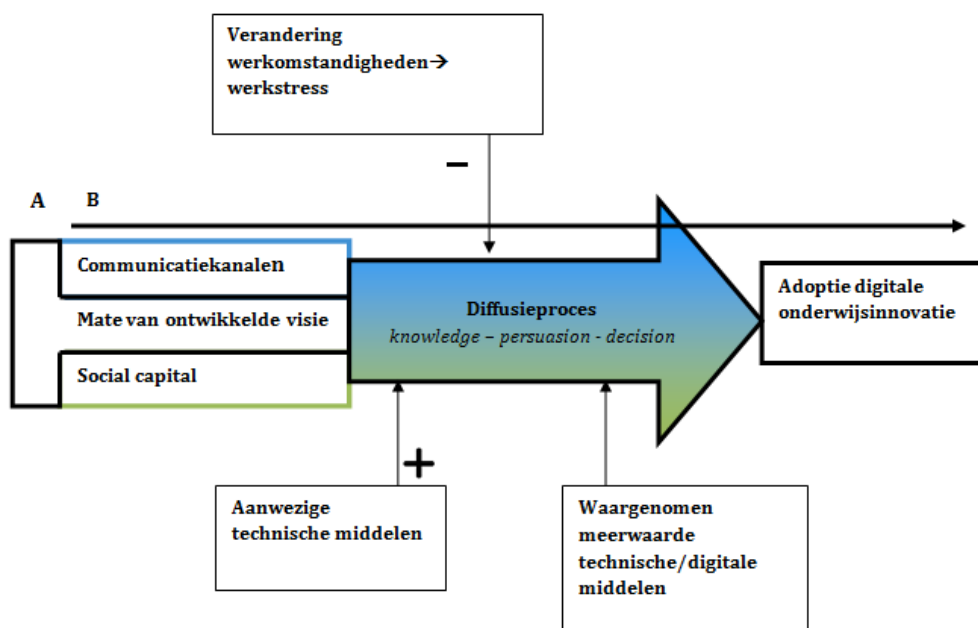 Verandering
werkomstandigheden→
werkstress
−
A B
Communicatiekanalen
Mate van ontwikkelde visie
Social capital
Diffusieproces
knowledge – persuasion - decision
Adoptie digitale
onderwijsinnovatie
+
Aanwezige
technische middelen
Waargenomen
meerwaarde
technische/digitale
middelen